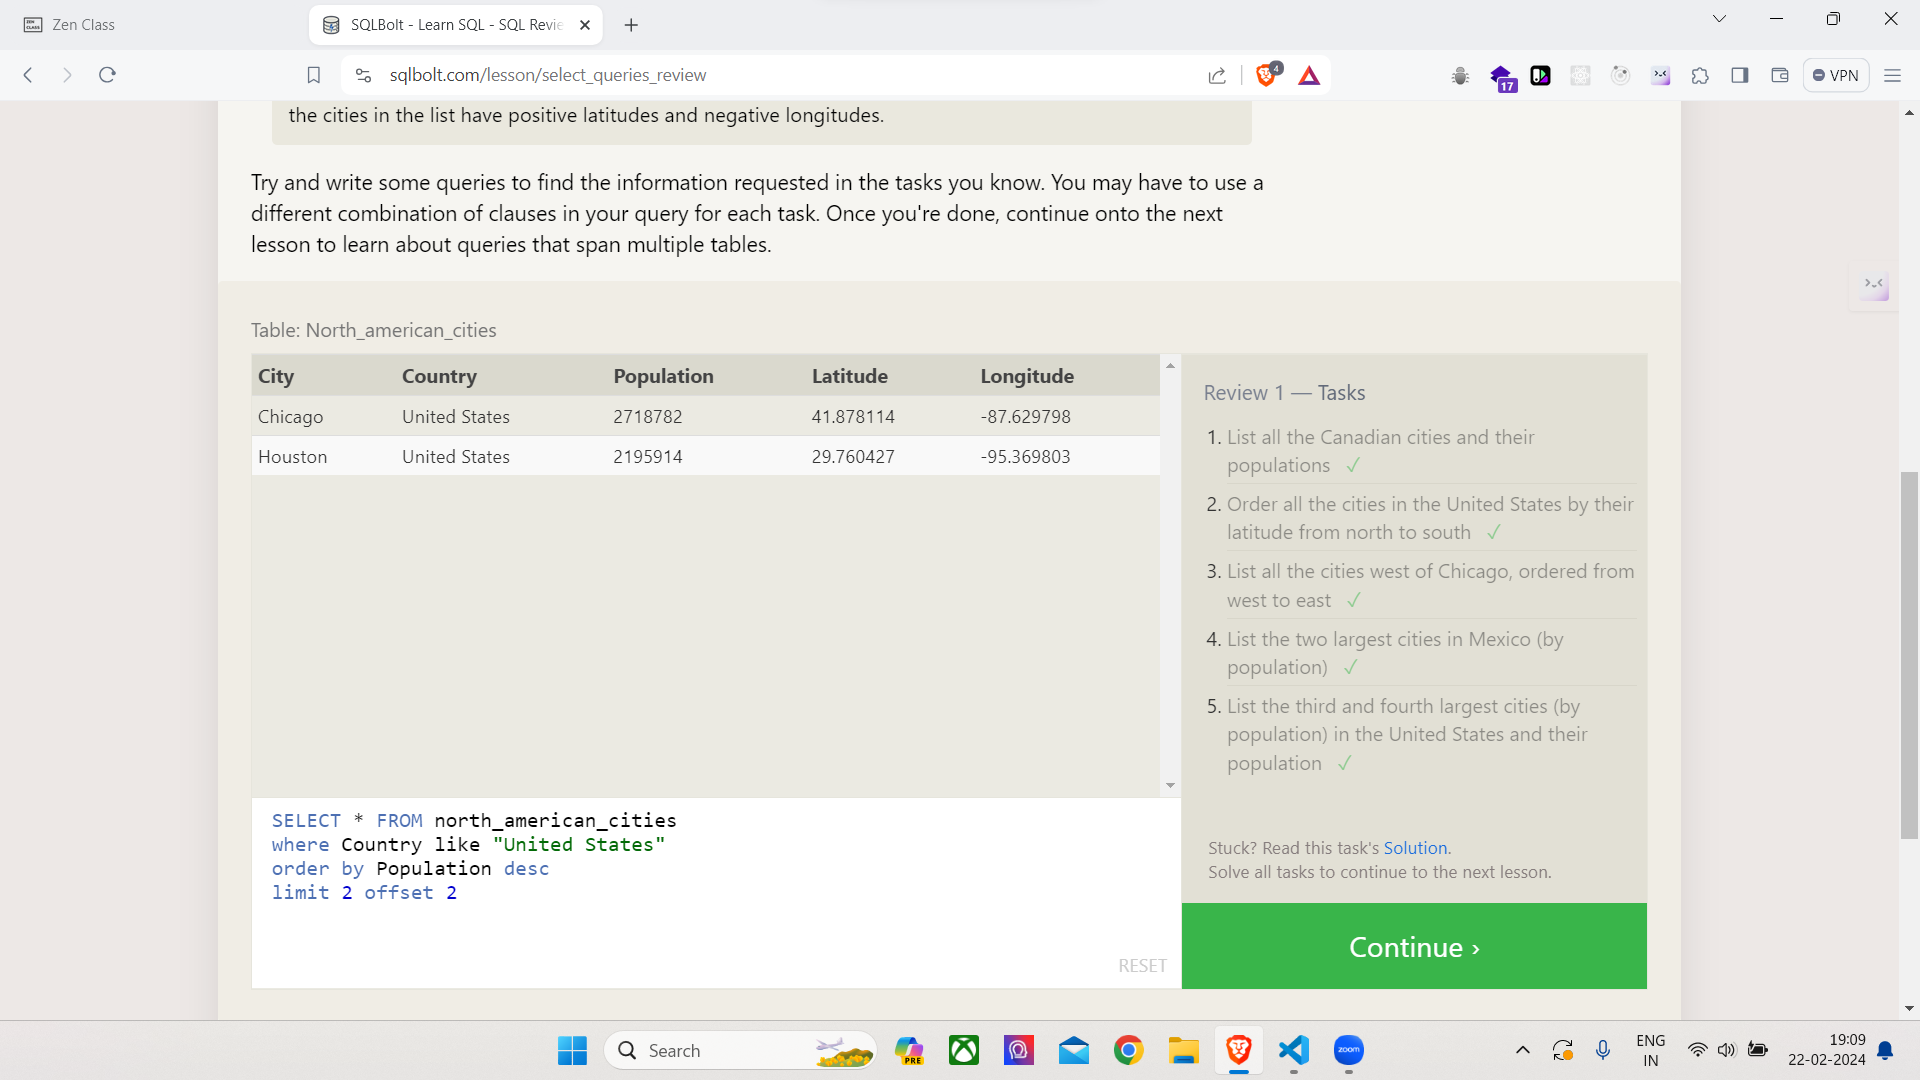 Zen Class
SQLBolt - Learn SQL - SQL Revie
sqlbolt.com/lesson/select_queries_review
4
17
VPN
the cities in the list have positive latitudes and negative longitudes.
Try and write some queries to find the information requested in the tasks you know. You may have to use a
different combination of clauses in your query for each task. Once you're done, continue onto the next
lesson to learn about queries that span multiple tables.
Table: North_american_cities
City Country Population Latitude Longitude
Chicago United States 2718782 41.878114 -87.629798
Houston United States 2195914 29.760427 -95.369803
Review 1 — Tasks
1. List all the Canadian cities and their
populations ✓
2. Order all the cities in the United States by their
latitude from north to south ✓
3. List all the cities west of Chicago, ordered from
west to east ✓
4. List the two largest cities in Mexico (by
population) ✓
5. List the third and fourth largest cities (by
population) in the United States and their
population ✓
SELECT * FROM north_american_cities
where Country like "United States"
order by Population desc
limit 2 offset 2
RESET
Stuck? Read this task's Solution.
Solve all tasks to continue to the next lesson.
Continue ›
Search
PRE
zoom
ENG
IN
19:09
22-02-2024